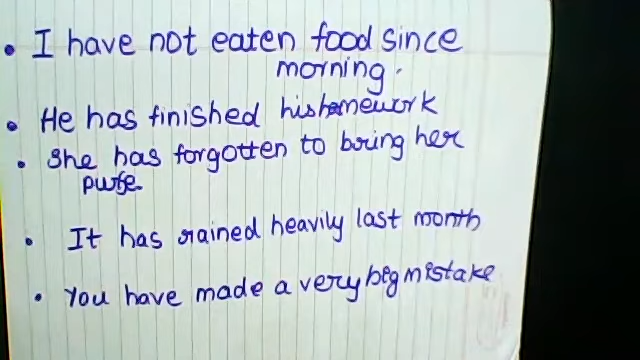 • I have not eaten food since
morning.
• He has finished his homework
• She has forgotten to bring her
purse.
• It has rained heavily last month
• You have made a very big mistake